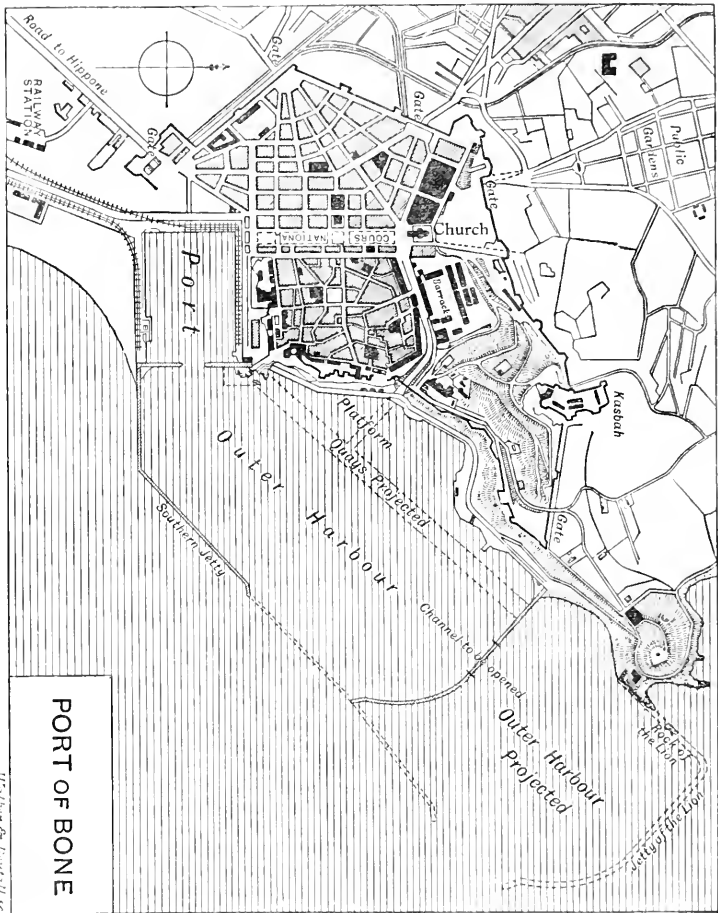 Road to Hippone
RAILWAY
STATION
Gate
Gate
Gate
Gate
Public
Gardens
Church
COURS NATIONAL
Barrack
Port
Kasbah
Platform
Quays Projected
Gate
Outer Harbour
Southern Jetty
Channel to be opened
Outer Harbour
Projected
Rock of
the Lion
Jetty of the Lion
PORT OF BONE